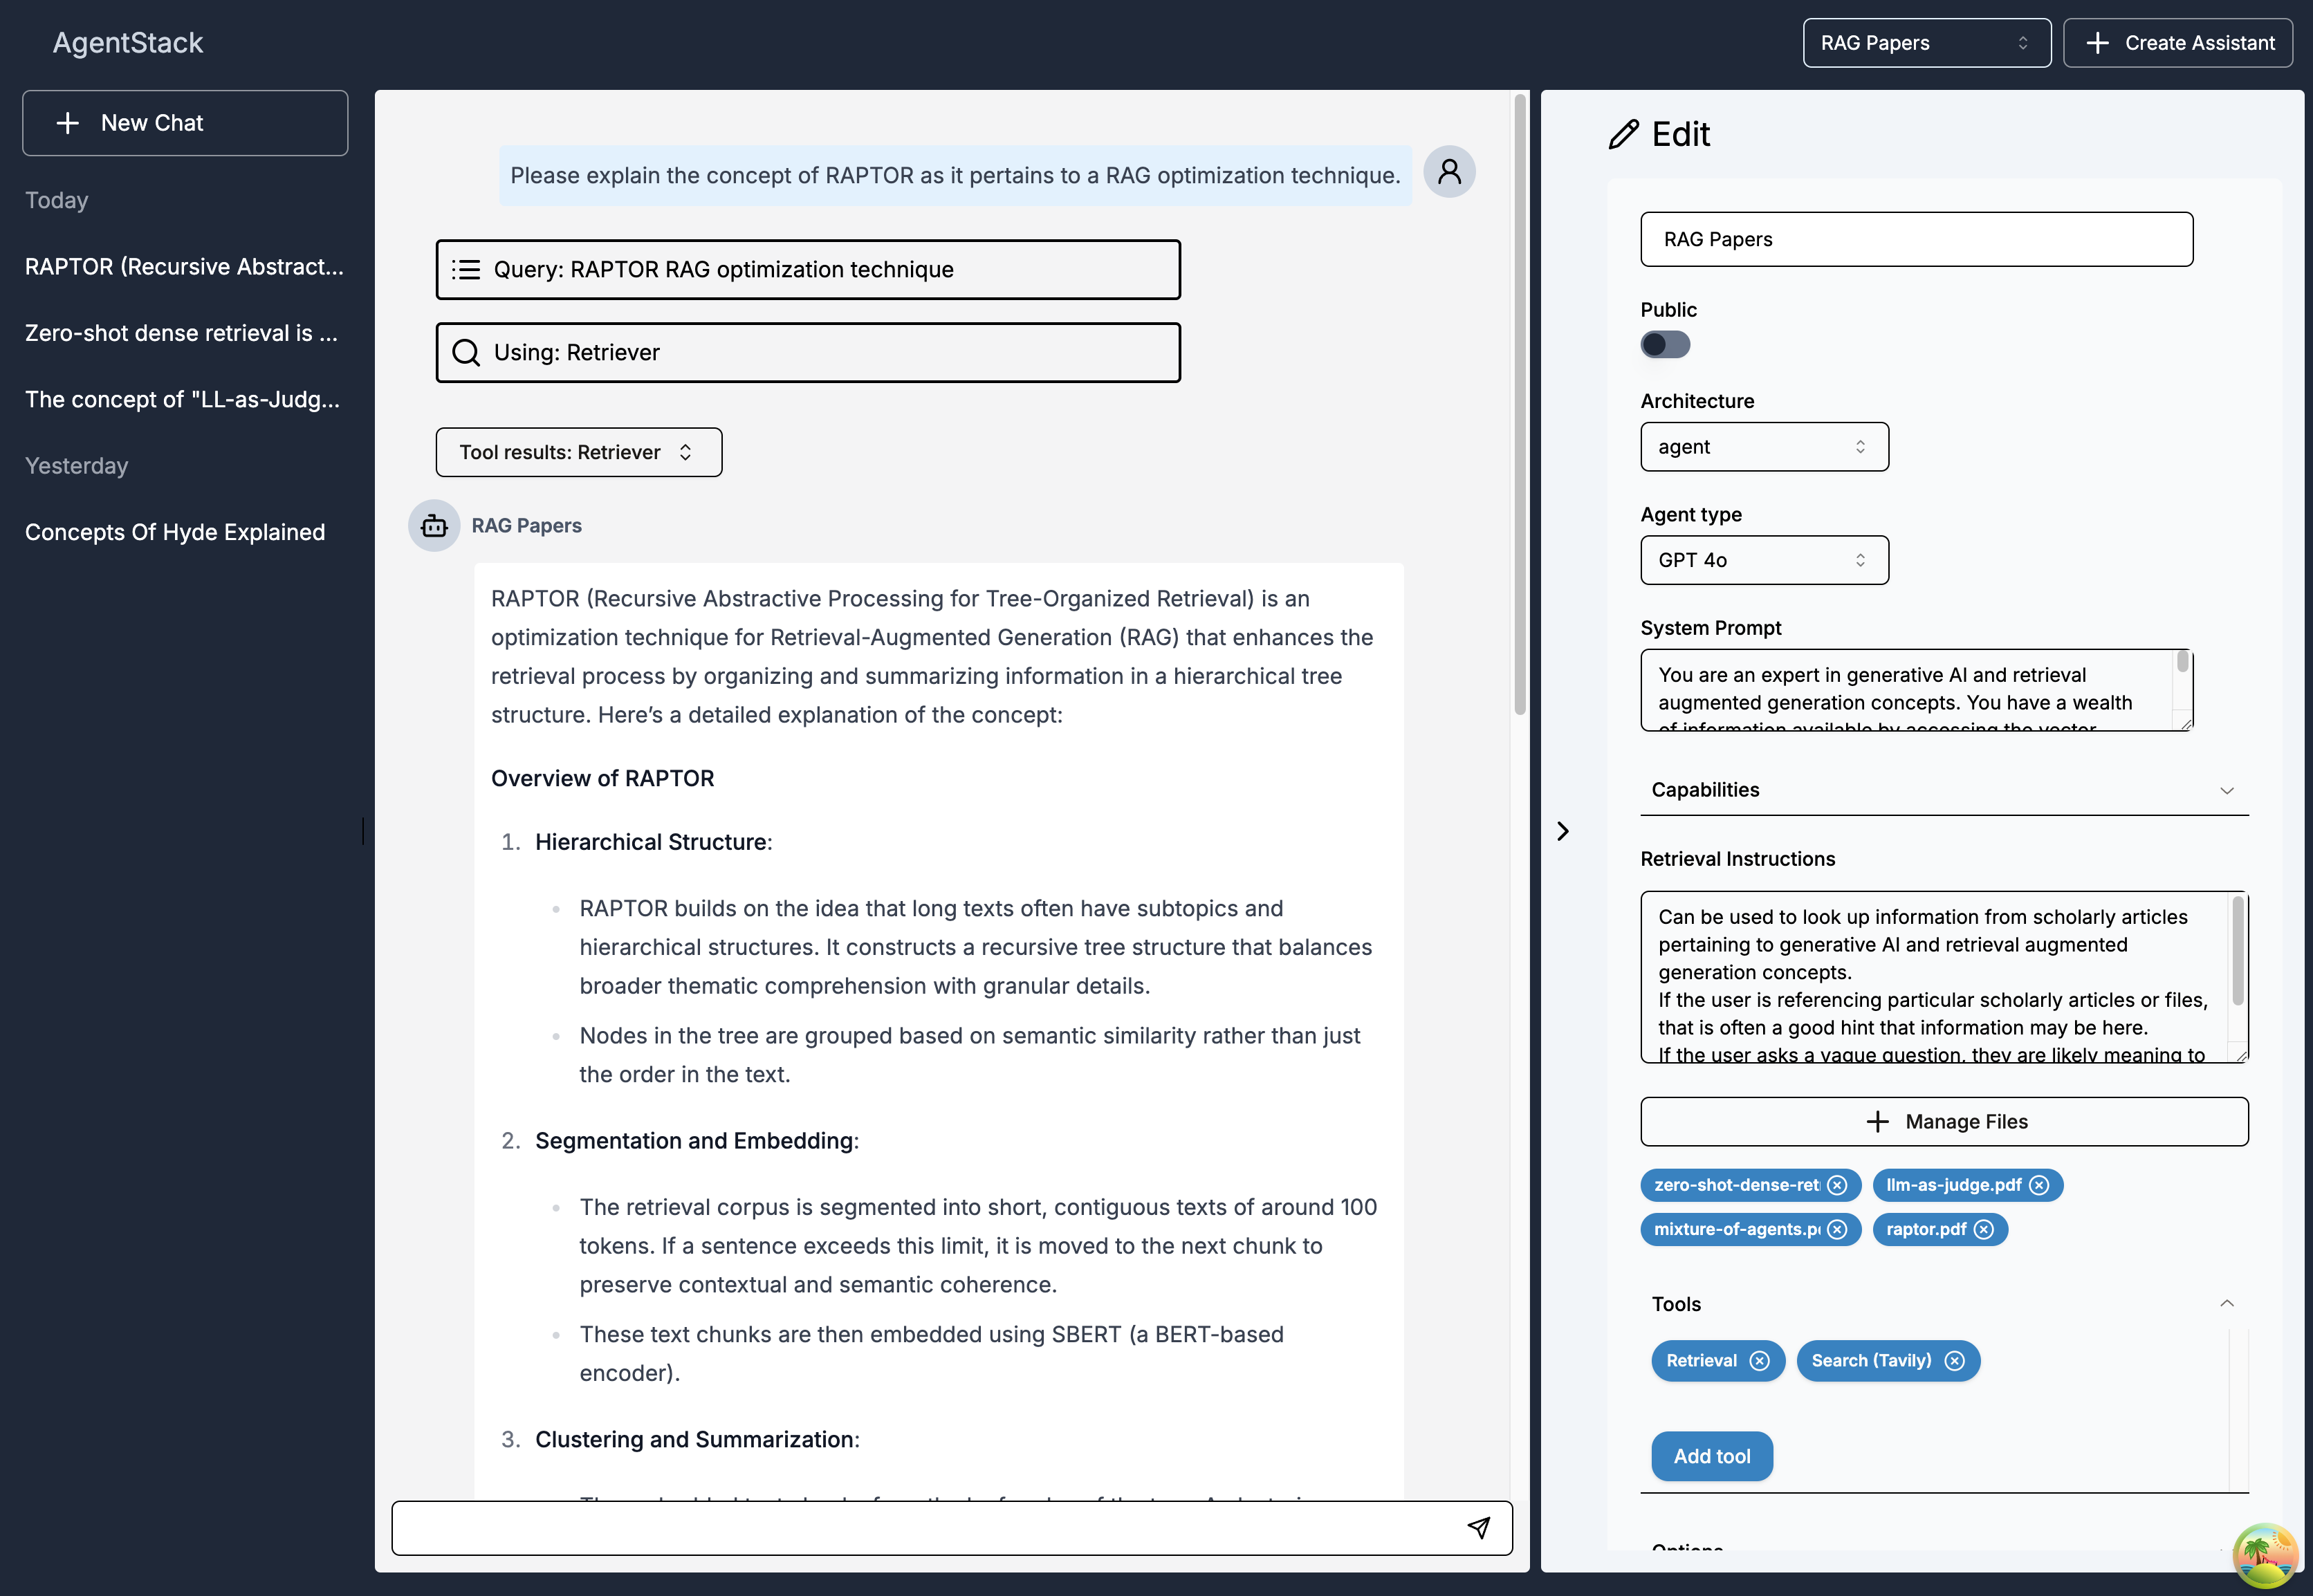 AgentStack
RAG Papers
Create Assistant
New Chat
Today
RAPTOR (Recursive Abstract...
Zero-shot dense retrieval is ...
The concept of "LL-as-Judg...
Yesterday
Concepts Of Hyde Explained
Please explain the concept of RAPTOR as it pertains to a RAG optimization technique.
Query: RAPTOR RAG optimization technique
Using: Retriever
Tool results: Retriever
RAG Papers
RAPTOR (Recursive Abstractive Processing for Tree-Organized Retrieval) is an
optimization technique for Retrieval-Augmented Generation (RAG) that enhances the
retrieval process by organizing and summarizing information in a hierarchical tree
structure. Here’s a detailed explanation of the concept:
Overview of RAPTOR
1. Hierarchical Structure:
RAPTOR builds on the idea that long texts often have subtopics and
hierarchical structures. It constructs a recursive tree structure that balances
broader thematic comprehension with granular details.
Nodes in the tree are grouped based on semantic similarity rather than just
the order in the text.
2. Segmentation and Embedding:
The retrieval corpus is segmented into short, contiguous texts of around 100
tokens. If a sentence exceeds this limit, it is moved to the next chunk to
preserve contextual and semantic coherence.
These text chunks are then embedded using SBERT (a BERT-based
encoder).
3. Clustering and Summarization:
Edit
RAG Papers
Public
Architecture
agent
Agent type
GPT 4o
System Prompt
You are an expert in generative AI and retrieval
augmented generation concepts. You have a wealth
of information available by accessing the vector
Capabilities
Retrieval Instructions
Can be used to look up information from scholarly articles
pertaining to generative AI and retrieval augmented
generation concepts.
If the user is referencing particular scholarly articles or files,
that is often a good hint that information may be here.
If the user asks a vague question, they are likely meaning to
Manage Files
zero-shot-dense-ret
llm-as-judge.pdf
mixture-of-agents.p
raptor.pdf
Tools
Retrieval
Search (Tavily)
Add tool
Options